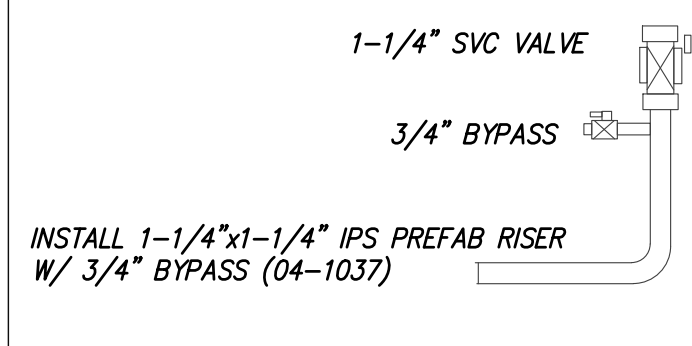 1-1/4" SVC VALVE
3/4" BYPASS
INSTALL 1-1/4"x1-1/4" IPS PREFAB RISER
W/ 3/4" BYPASS (04-1037)